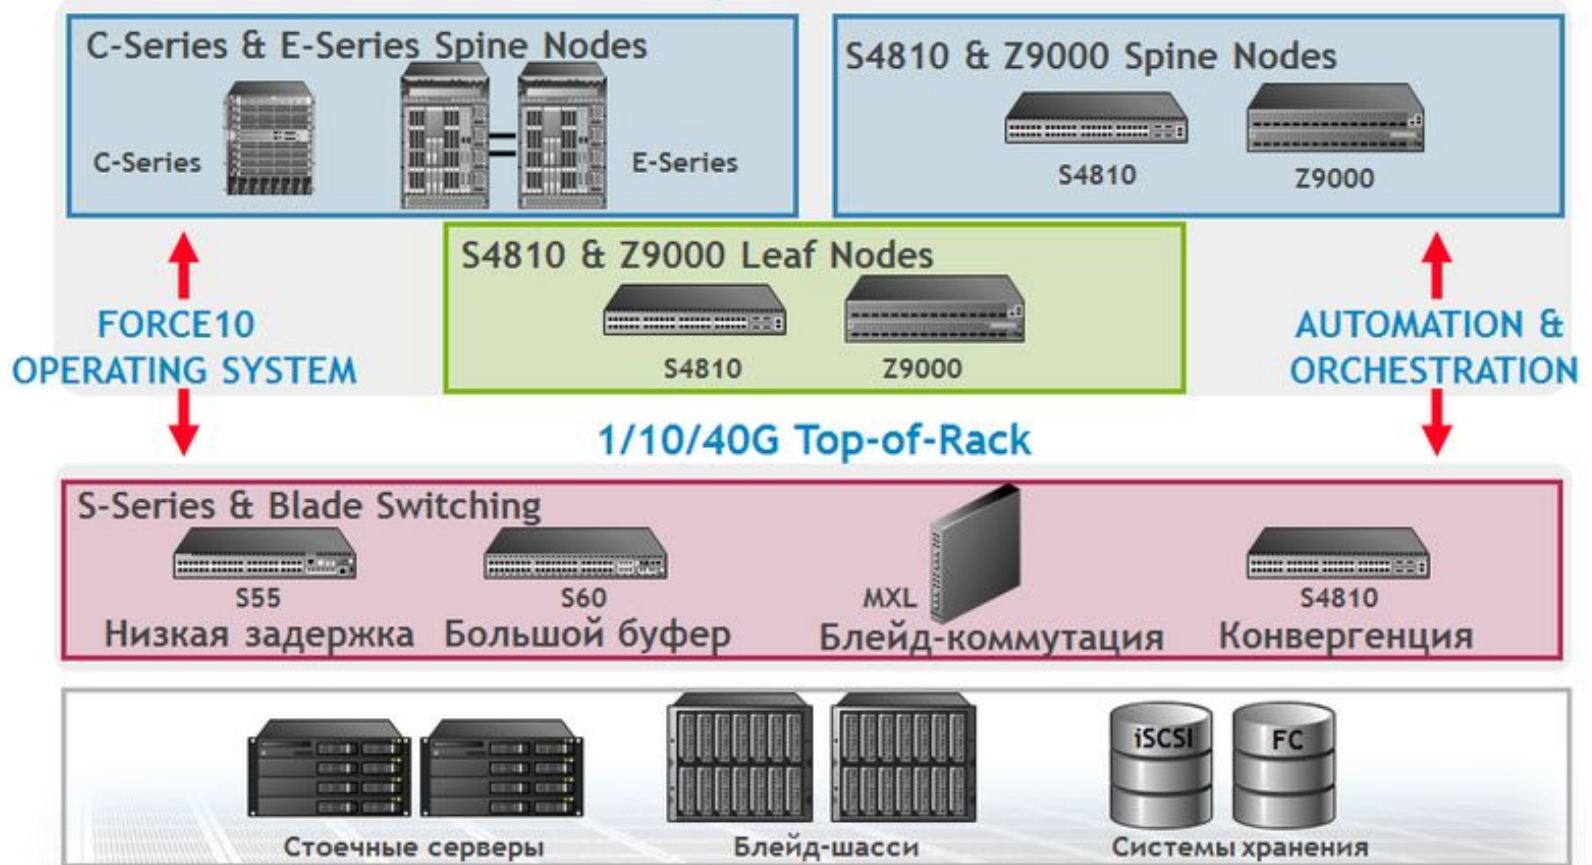 C-Series & E-Series Spine Nodes
C-Series
E-Series
S4810 & Z9000 Spine Nodes
S4810
Z9000
S4810 & Z9000 Leaf Nodes
S4810
Z9000
FORCE10
OPERATING SYSTEM
AUTOMATION &
ORCHESTRATION
1/10/40G Top-of-Rack
S-Series & Blade Switching
S55
Низкая задержка
S60
Большой буфер
MXL
Блейд-коммутация
S4810
Конвергенция
Стоечные серверы
Блейд-шасси
iSCSI
FC
Системы хранения